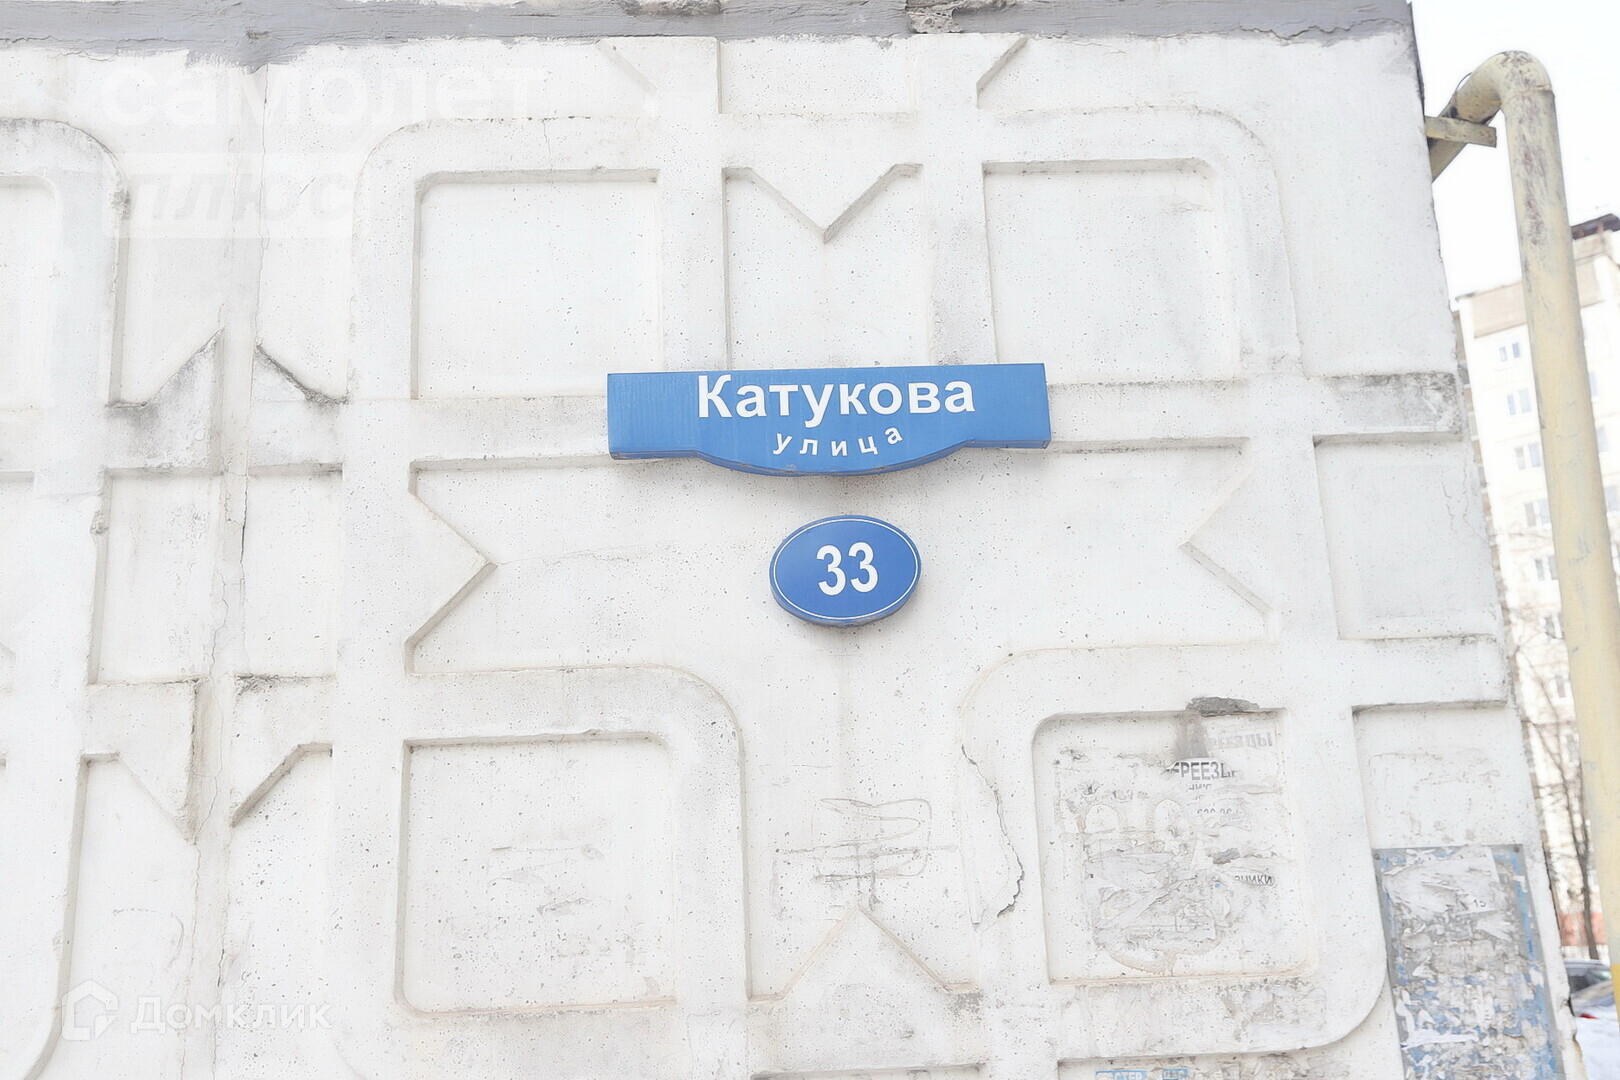 самолет
плюс
Катукова
улица
33
Домклик